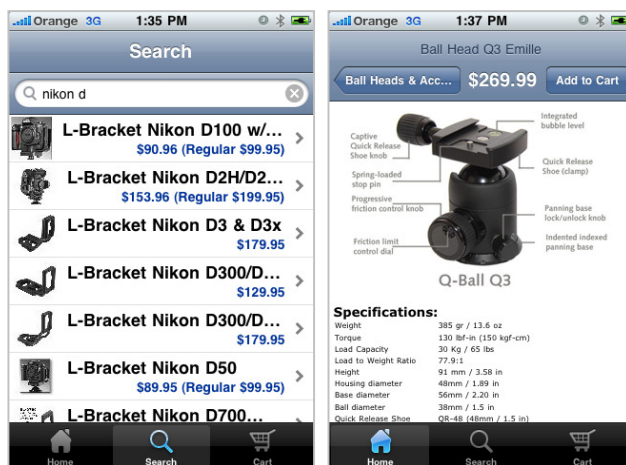 Orange 3G 1:35 PM
Search
nikon d
L-Bracket Nikon D100 w/...
$90.96 (Regular $99.95)
L-Bracket Nikon D2H/D2...
$153.96 (Regular $199.95)
L-Bracket Nikon D3 & D3x
$179.95
L-Bracket Nikon D300/D...
$129.95
L-Bracket Nikon D300/D...
$179.95
L-Bracket Nikon D50
$89.95 (Regular $99.95)
L-Bracket Nikon D700...
Home Search Cart
Orange 3G 1:37 PM
Ball Head Q3 Emille
Ball Heads & Acc... $269.99 Add to Cart
Integrated
bubble level
Captive
Quick Release
Shoe knob
Quick Release
Shoe (clamp)
Spring-loaded
stop pin
Progressive
friction control knob
Panning base
lock/unlock knob
Friction limit
control dial
Indented indexed
panning base
Q-Ball Q3
Specifications:
Weight 385 gr / 13.6 oz
Torque 130 lbf-in (150 kgf-cm)
Load Capacity 30 Kg / 65 lbs
Load to Weight Ratio 77.9:1
Height 91 mm / 3.58 in
Housing diameter 48mm / 1.89 in
Base diameter 56mm / 2.20 in
Ball diameter 38mm / 1.5 in
Quick Release Shoe QR-48 (48mm / 1.5 in)
Home Search Cart